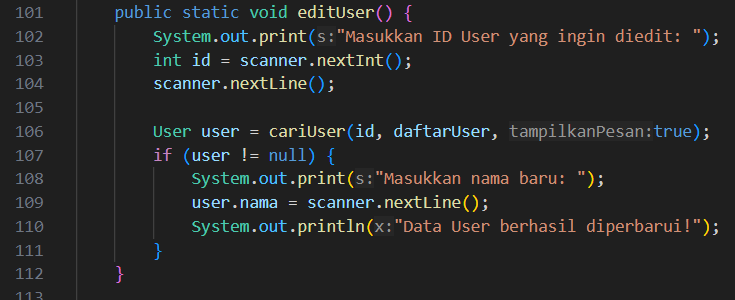 101 public static void editUser() {
102 System.out.print(s:"Masukkan ID User yang ingin diedit: ");
103 int id = scanner.nextInt();
104 scanner.nextLine();
105
106 User user = cariUser(id, daftarUser, tampilkanPesan:true);
107 if (user != null) {
108 System.out.print(s:"Masukkan nama baru: ");
109 user.nama = scanner.nextLine();
110 System.out.println(x:"Data User berhasil diperbarui!");
111 }
112 }
113